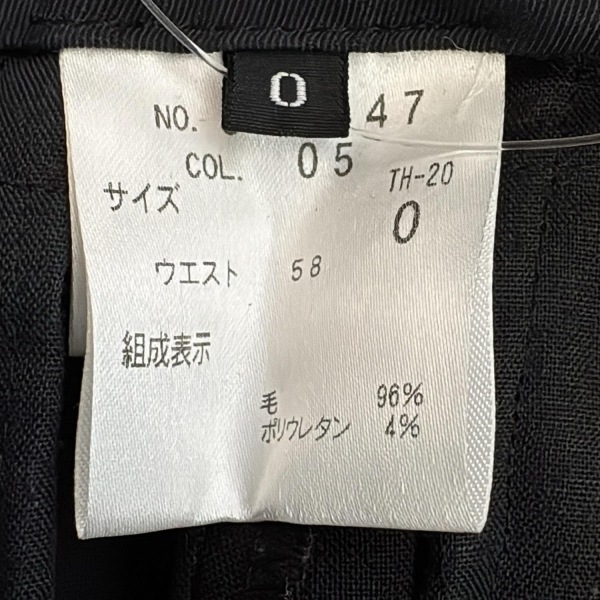 0
NO. 47
COL. 05
TH-20
サイズ 0
ウエスト 58
組成表示
毛 96%
ポリウレタン 4%